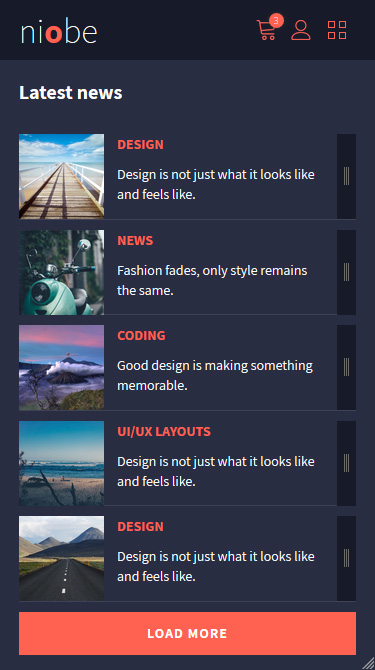 niobe
3
Latest news
DESIGN
Design is not just what it looks like
and feels like.
NEWS
Fashion fades, only style remains
the same.
CODING
Good design is making something
memorable.
UI/UX LAYOUTS
Design is not just what it looks like
and feels like.
DESIGN
Design is not just what it looks like
and feels like.
LOAD MORE